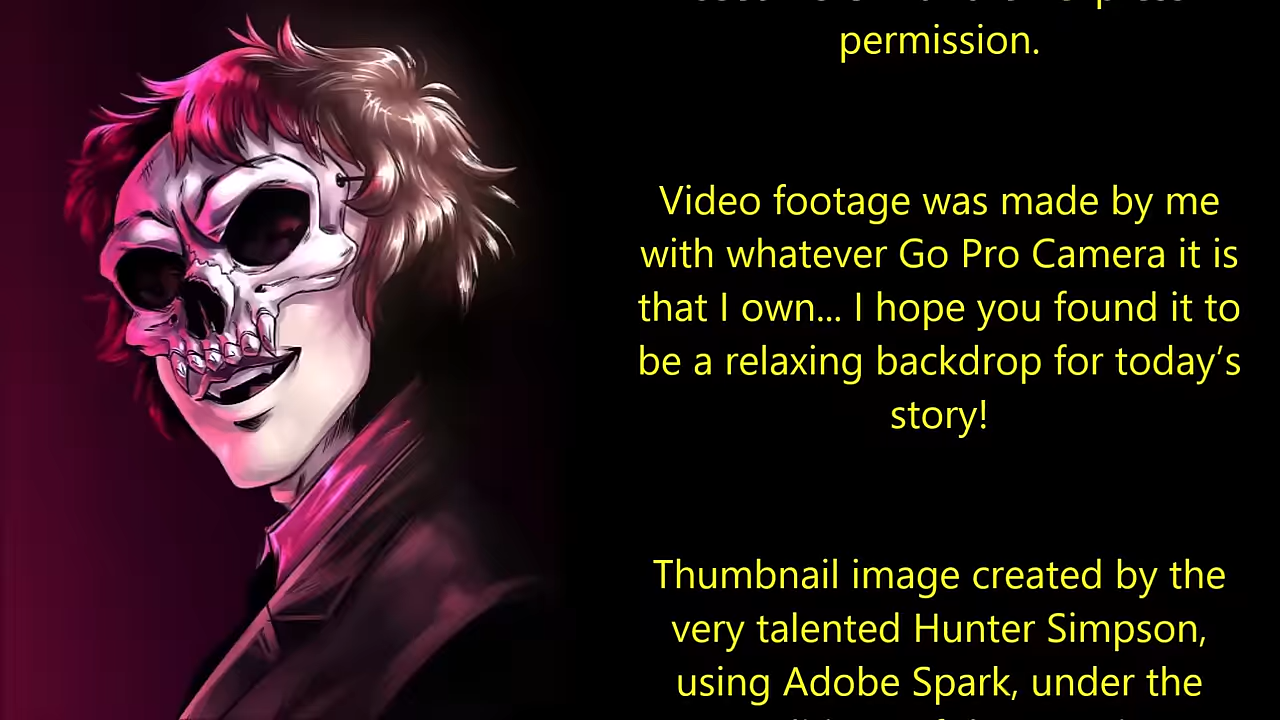 permission.
Video footage was made by me
with whatever Go Pro Camera it is
that I own... I hope you found it to
be a relaxing backdrop for today’s
story!
Thumbnail image created by the
very talented Hunter Simpson,
using Adobe Spark, under the